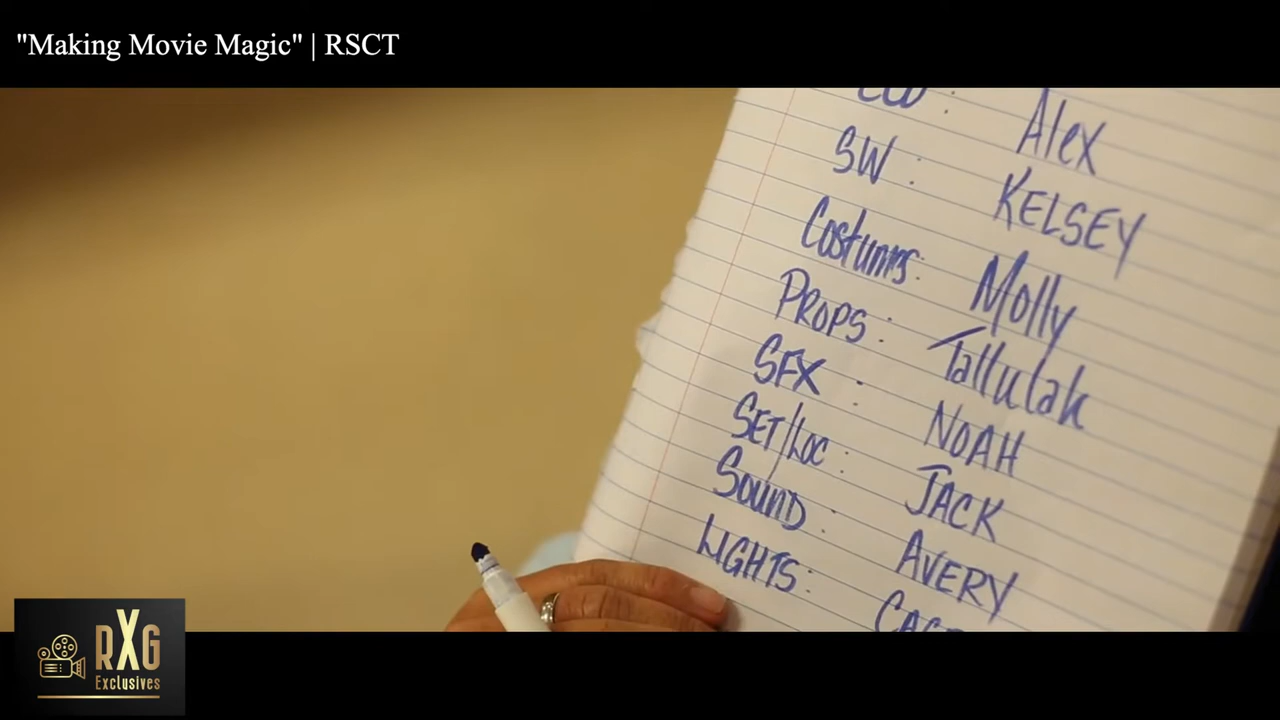 "Making Movie Magic" | RSCT
: Alex
SW : KELSEY
Costumes: Molly
PROPS : Tallulah
SFX : NOAH
SET/LOC : JACK
Sound : AVERY
LIGHTS :
RXG
Exclusives